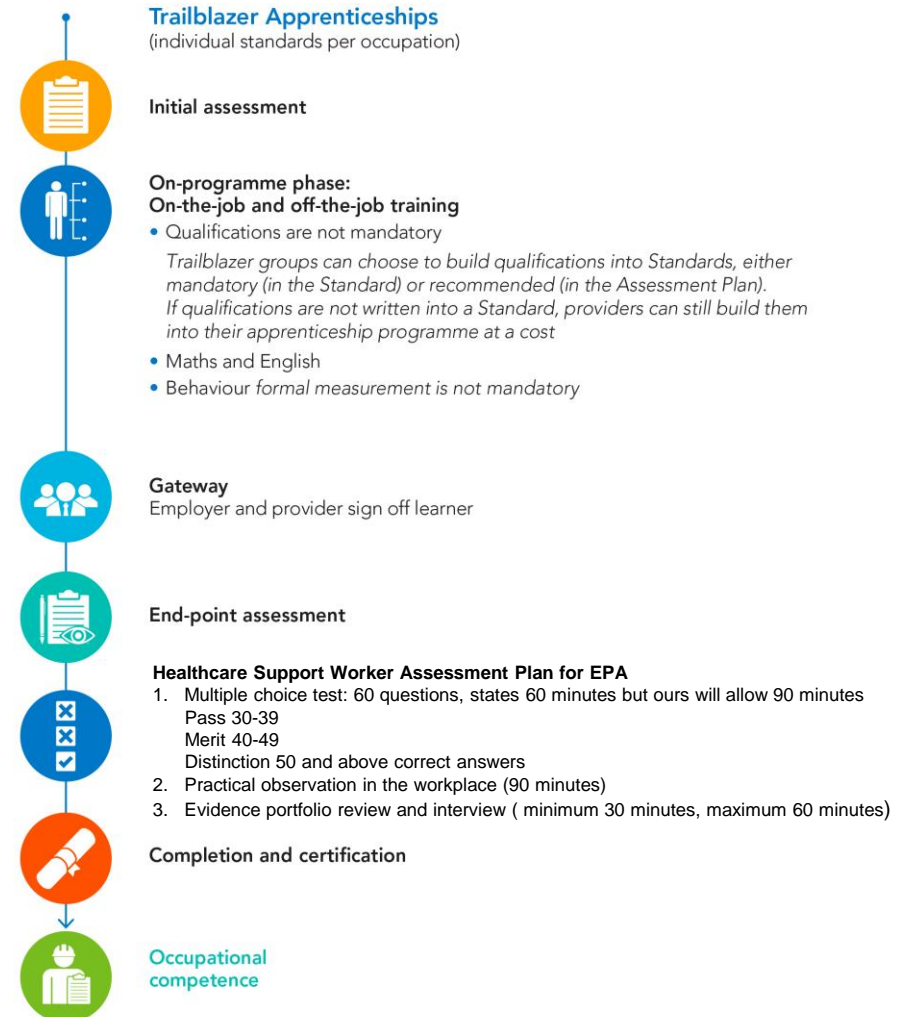 Trailblazer Apprenticeships
(individual standards per occupation)
Initial assessment
On-programme phase:
On-the-job and off-the-job training
• Qualifications are not mandatory
Trailblazer groups can choose to build qualifications into Standards, either
mandatory (in the Standard) or recommended (in the Assessment Plan).
If qualifications are not written into a Standard, providers can still build them
into their apprenticeship programme at a cost
• Maths and English
• Behaviour formal measurement is not mandatory
Gateway
Employer and provider sign off learner
End-point assessment
Healthcare Support Worker Assessment Plan for EPA
1. Multiple choice test: 60 questions, states 60 minutes but ours will allow 90 minutes
Pass 30-39
Merit 40-49
Distinction 50 and above correct answers
2. Practical observation in the workplace (90 minutes)
3. Evidence portfolio review and interview ( minimum 30 minutes, maximum 60 minutes)
Completion and certification
Occupational
competence